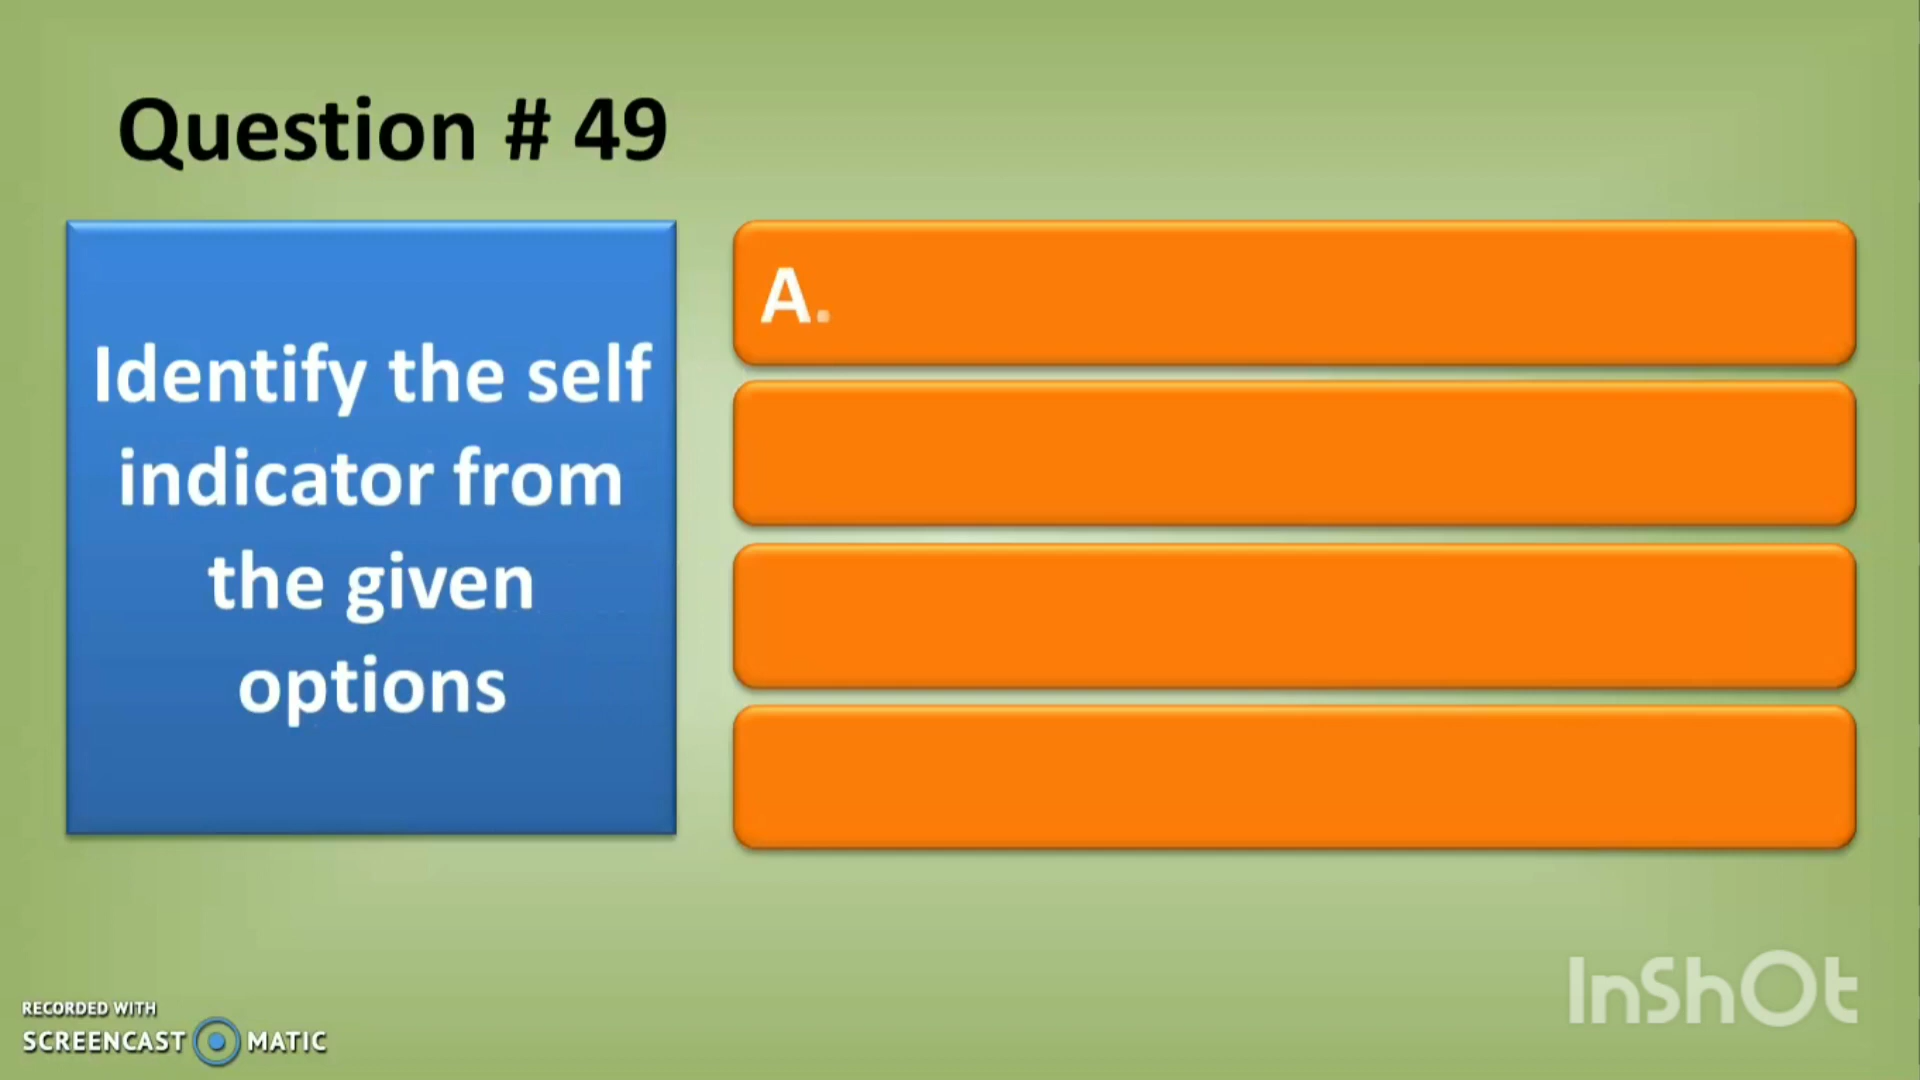 Question # 49
Identify the self
indicator from
the given
options
A.
RECORDED WITH
SCREENCAST MATIC
InShOt